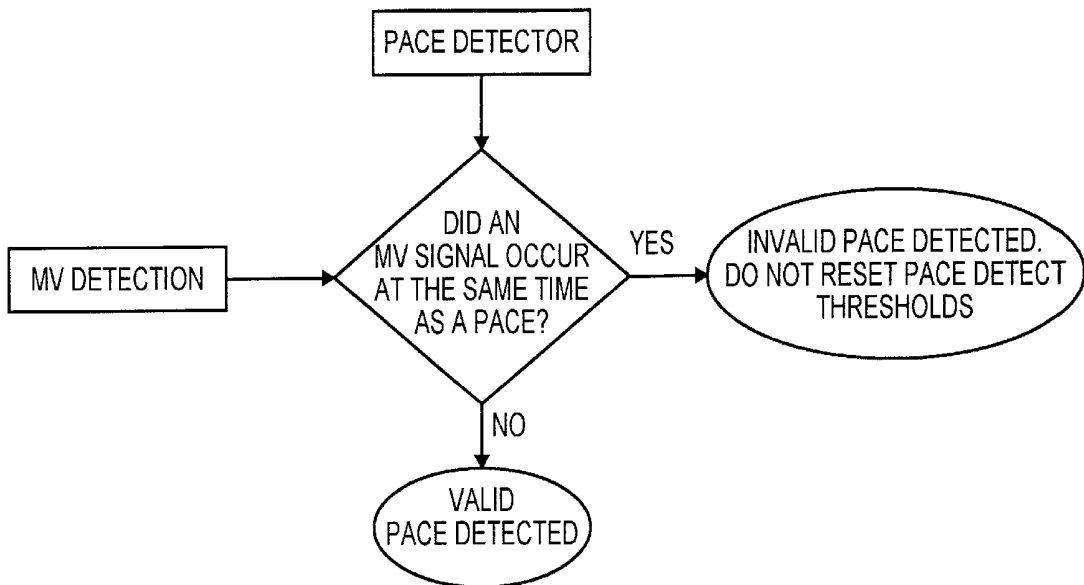 PACE DETECTOR
DID AN
MV SIGNAL OCCUR
AT THE SAME TIME
AS A PACE?
MV DETECTION
YES
INVALID PACE DETECTED.
DO NOT RESET PACE DETECT
THRESHOLDS
NO
VALID
PACE DETECTED